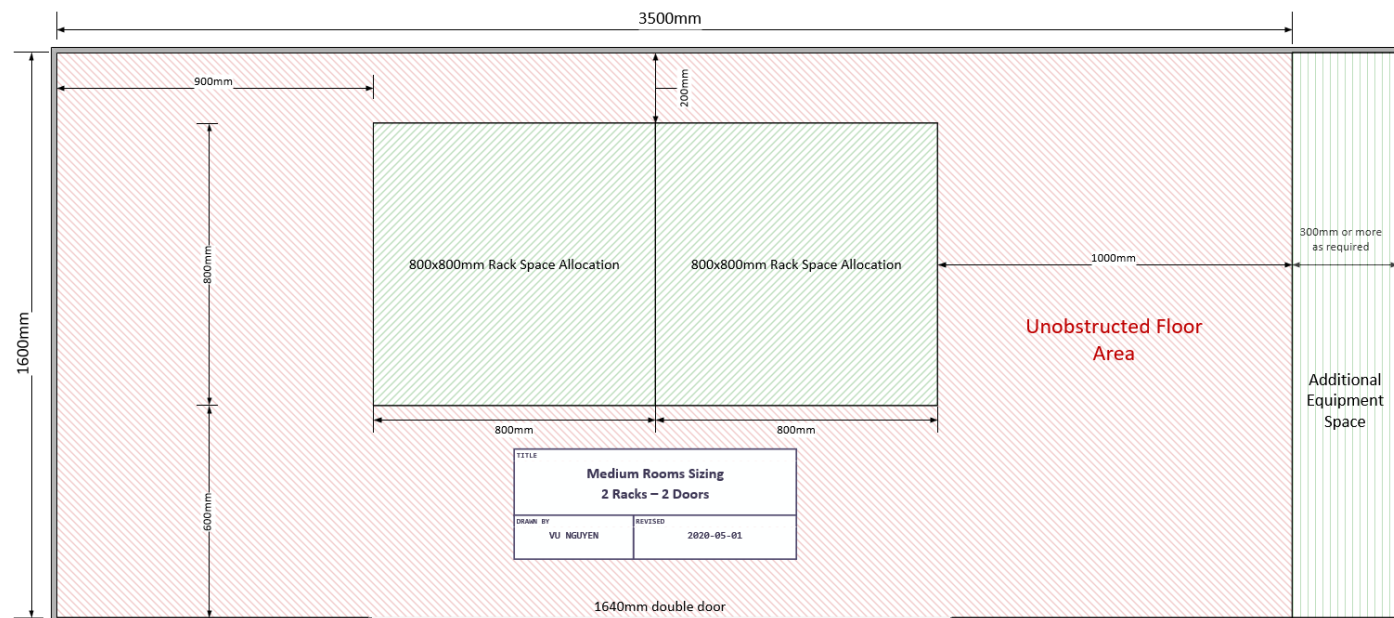 3500mm
900mm
200mm
800mm
1600mm
800x800mm Rack Space Allocation
800x800mm Rack Space Allocation
1000mm
300mm or more
as required
Unobstructed Floor
Area
Additional
Equipment
Space
800mm
800mm
600mm
TITLE
Medium Rooms Sizing
2 Racks – 2 Doors
DRAWN BY
VU NGUYEN
REVISED
2020-05-01
1640mm double door